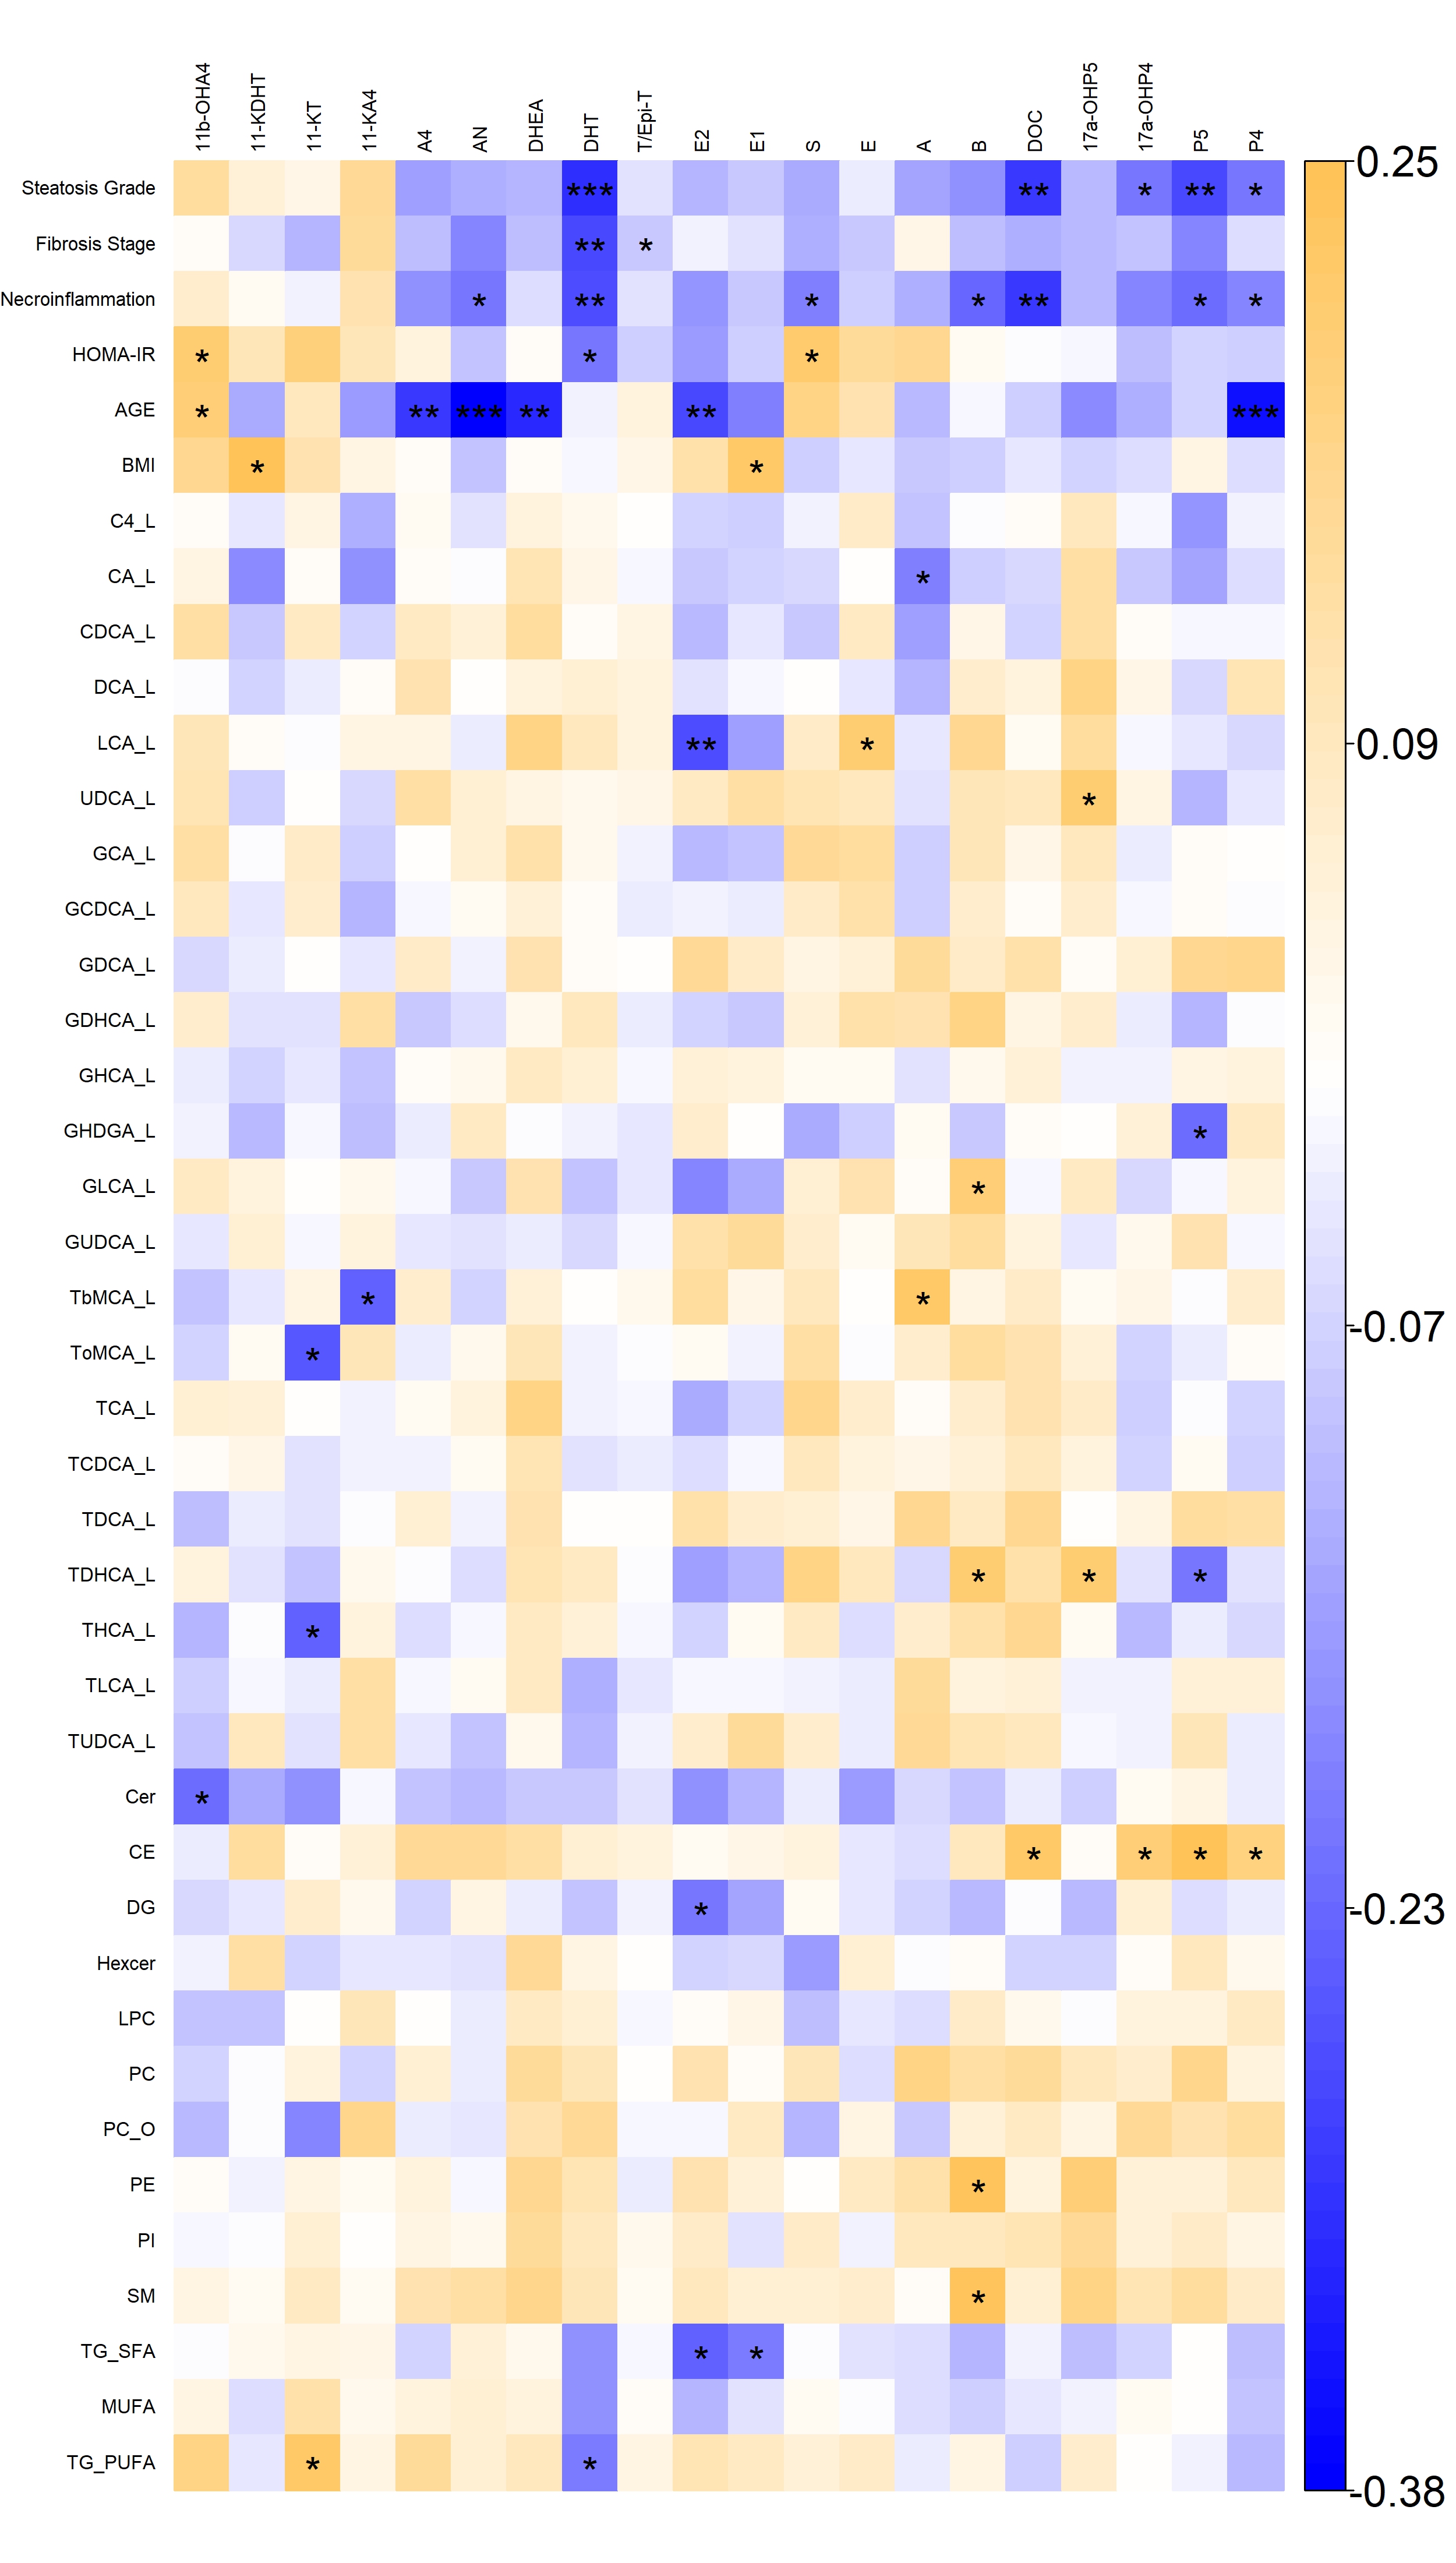 11b-OHA4 11-KDHT 11-KT 11-KA4 A4 AN DHEA DHT T/Epi-T E2 E1 S E A B DOC 17a-OHP5 17a-OHP4 P5 P4
0.25
Steatosis Grade *** ** * ** *
Fibrosis Stage ** *
Necroinflammation * ** * * ** * *
HOMA-IR * * *
AGE * ** *** ** ** ***
BMI * *
C4_L
CA_L *
CDCA_L
DCA_L
LCA_L ** *
0.09
UDCA_L *
GCA_L
GCDCA_L
GDCA_L
GDHCA_L
GHCA_L
GHDGA_L *
GLCA_L *
GUDCA_L
TbMCA_L * *
-0.07
ToMCA_L *
TCA_L
TCDCA_L
TDCA_L
TDHCA_L * * *
THCA_L *
TLCA_L
TUDCA_L
Cer *
CE * * * *
DG *
-0.23
Hexcer
LPC
PC
PC_O
PE *
PI
SM *
TG_SFA * *
MUFA
TG_PUFA * *
-0.38